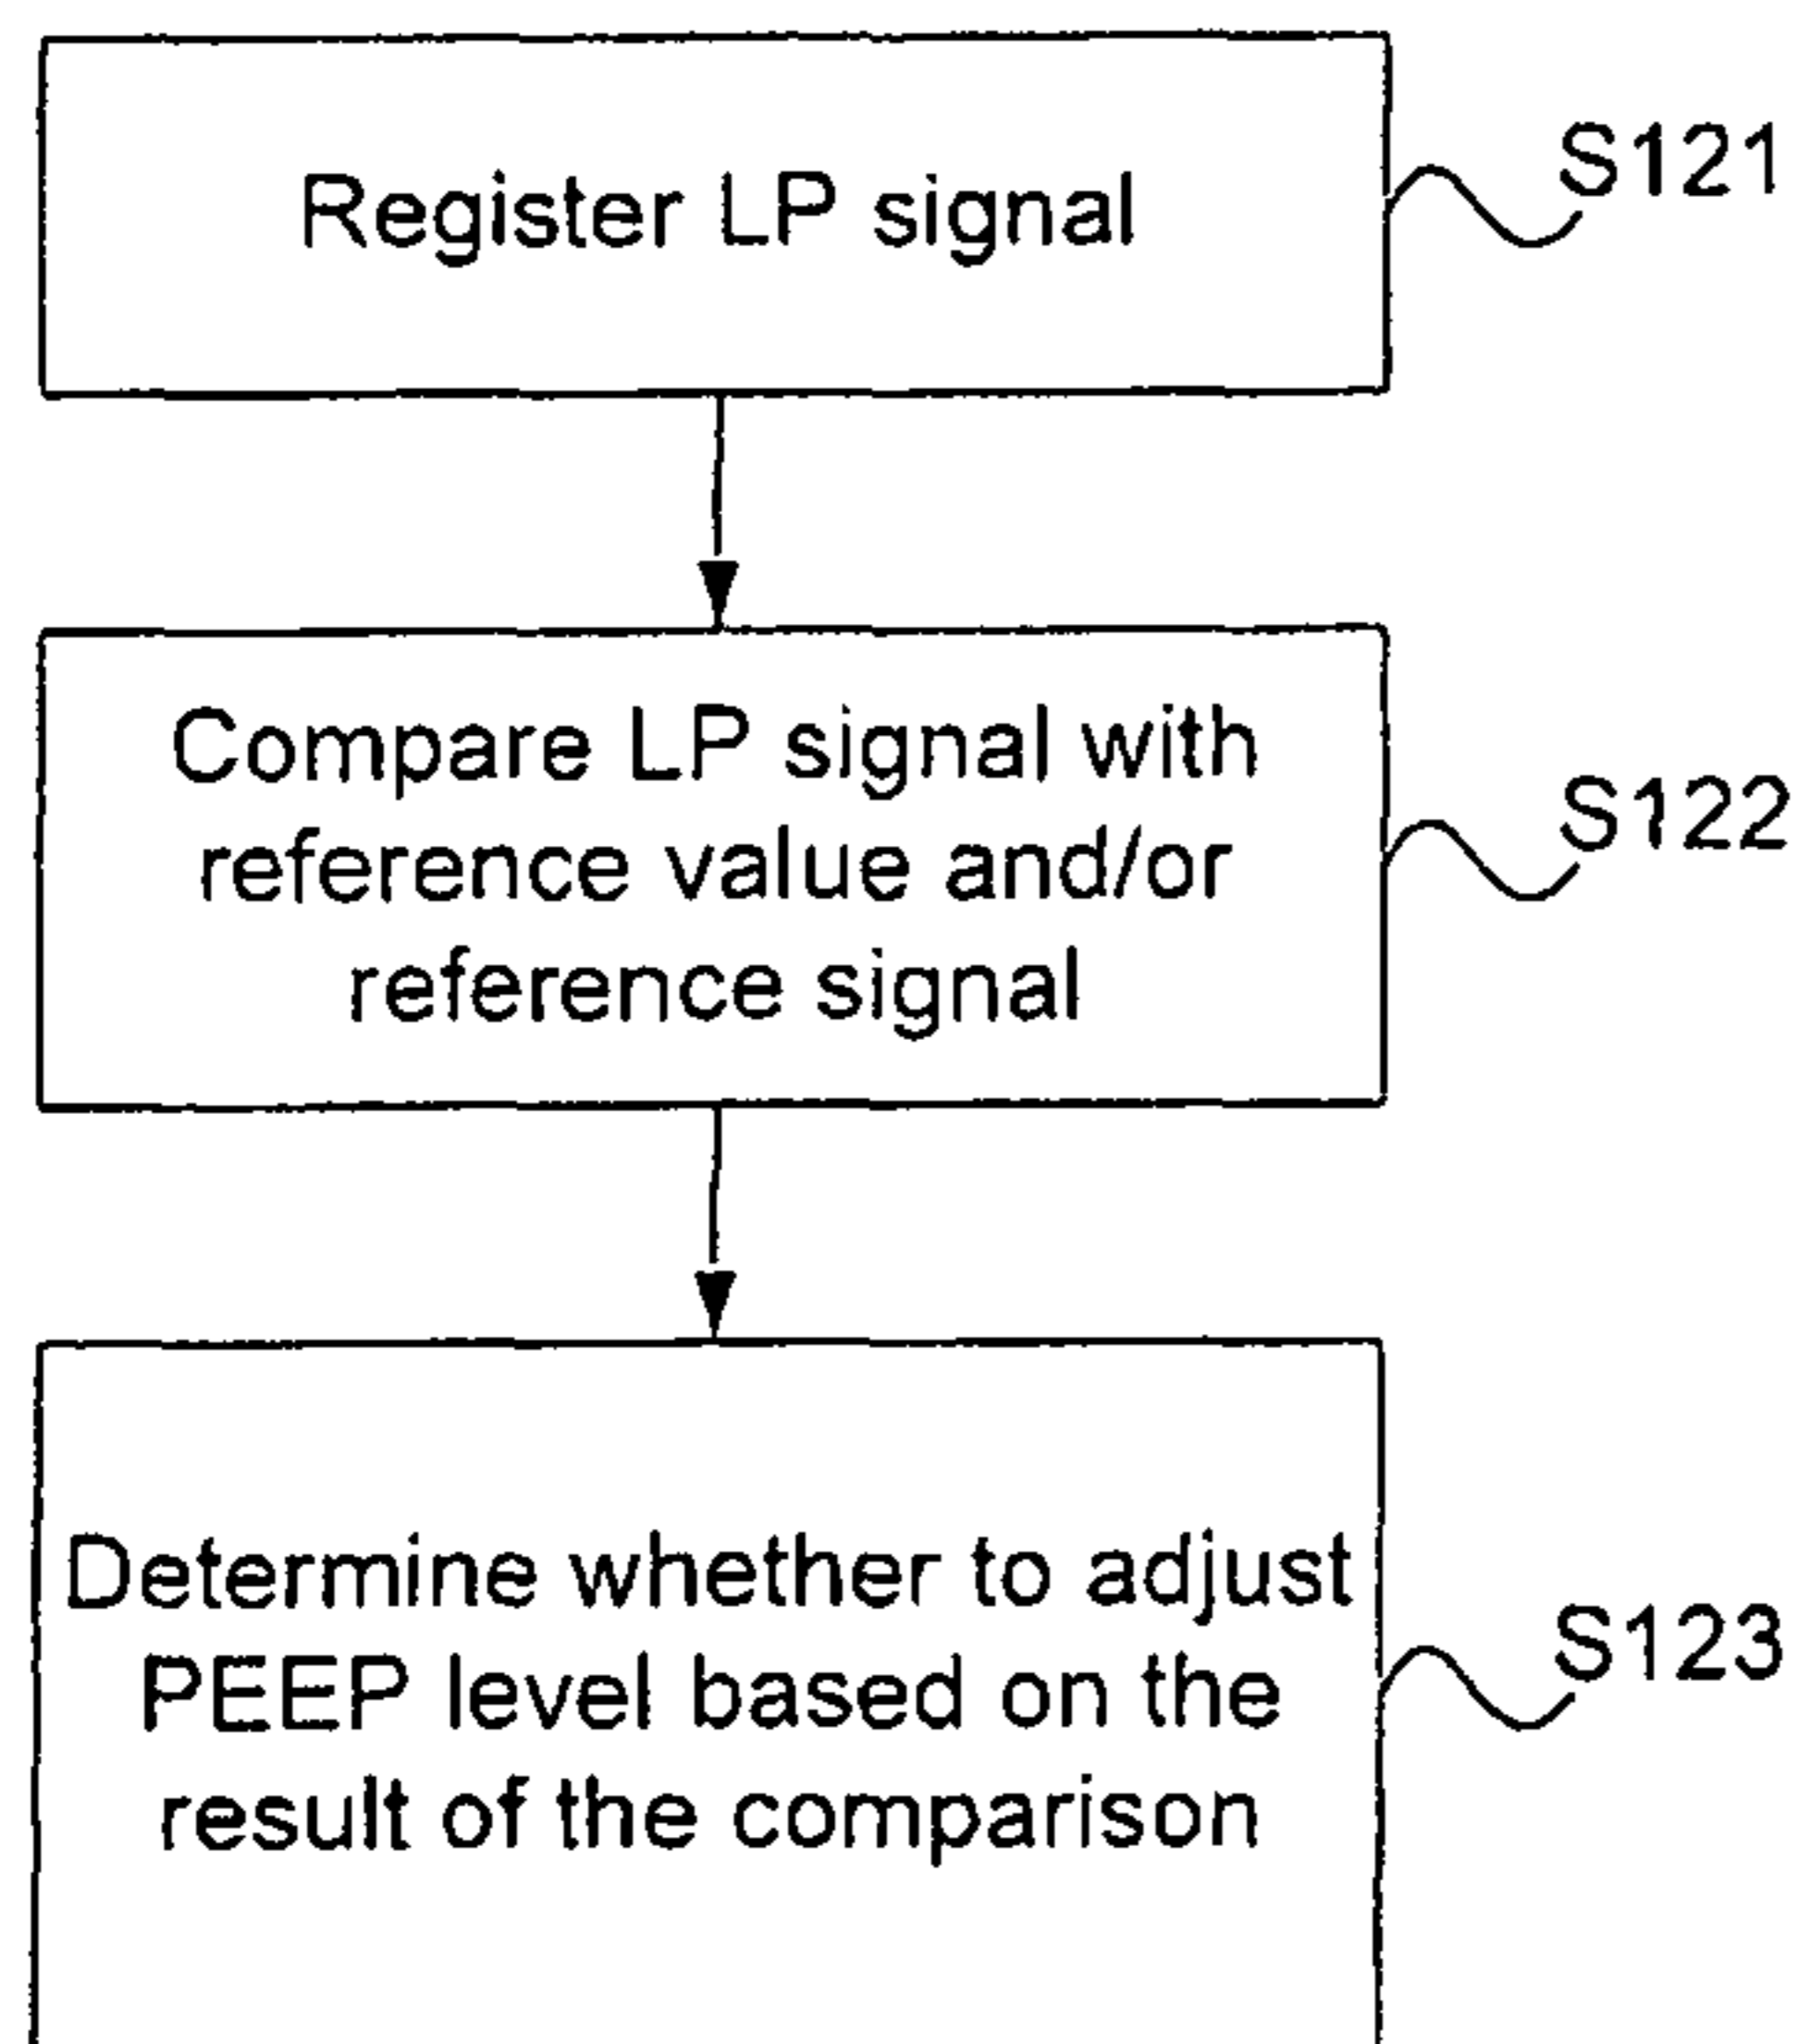 Register LP signal
S121
Compare LP signal with
reference value and/or
reference signal
S122
Determine whether to adjust
PEEP level based on the
result of the comparison
S123